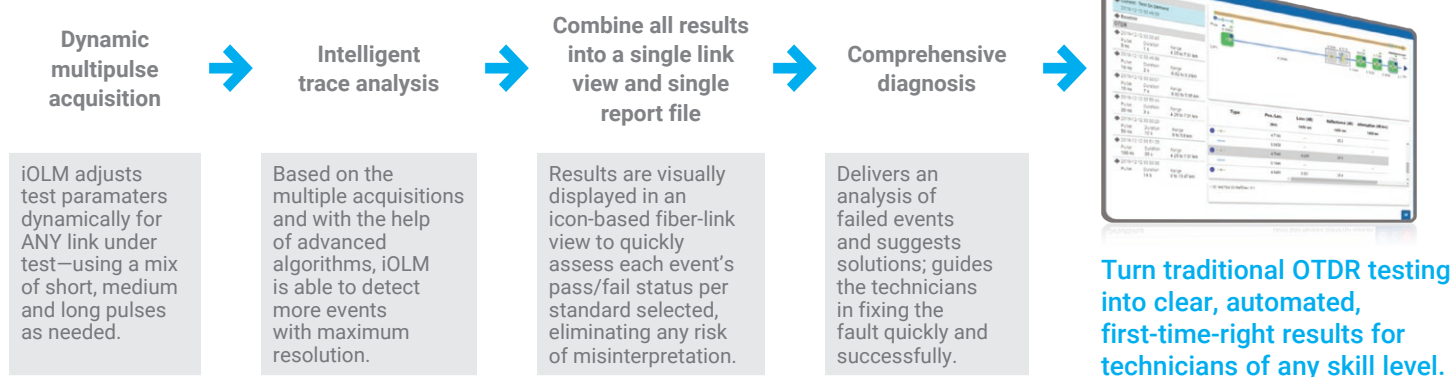 Dynamic
multipulse
acquisition
Intelligent
trace analysis
Combine all results
into a single link
view and single
report file
Comprehensive
diagnosis
iOLM adjusts
test paramaters
dynamically for
ANY link under
test—using a mix
of short, medium
and long pulses
as needed.
Based on the
multiple acquisitions
and with the help
of advanced
algorithms, iOLM
is able to detect
more events
with maximum
resolution.
Results are visually
displayed in an
icon-based fiber-link
view to quickly
assess each event’s
pass/fail status per
standard selected,
eliminating any risk
of misinterpretation.
Delivers an
analysis of
failed events
and suggests
solutions; guides
the technicians
in fixing the
fault quickly and
successfully.
Type
Turn traditional OTDR testing
into clear, automated,
first-time-right results for
technicians of any skill level.